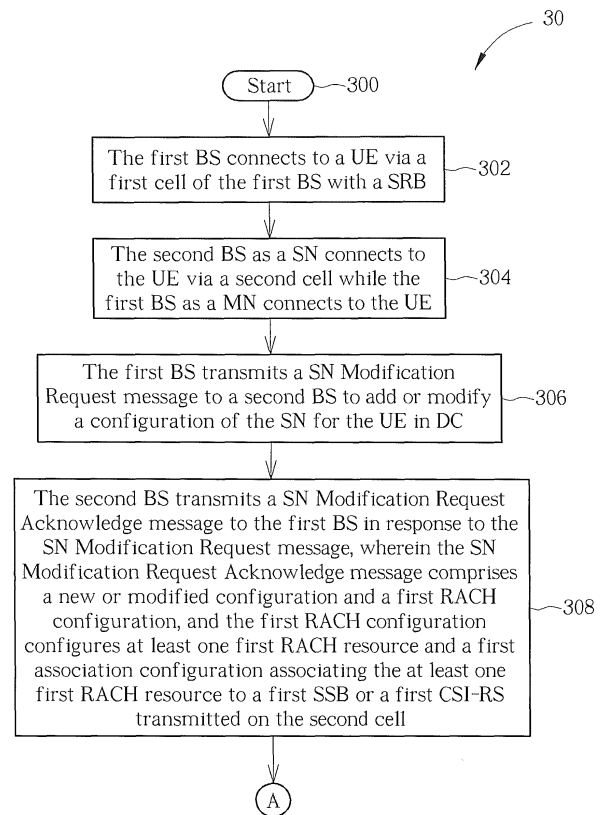 30
Start
300
The first BS connects to a UE via a
first cell of the first BS with a SRB
302
The second BS as a SN connects to
the UE via a second cell while the
first BS as a MN connects to the UE
304
The first BS transmits a SN Modification
Request message to a second BS to add or modify
a configuration of the SN for the UE in DC
306
The second BS transmits a SN Modification Request
Acknowledge message to the first BS in response to the
SN Modification Request message, wherein the SN
Modification Request Acknowledge message comprises
a new or modified configuration and a first RACH
configuration, and the first RACH configuration
configures at least one first RACH resource and a first
association configuration associating the at least one
first RACH resource to a first SSB or a first CSI-RS
transmitted on the second cell
308
A